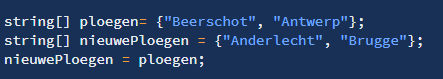 string[] ploegen= {"Beerschot", "Antwerp"};
string[] nieuwePloegen = {"Anderlecht", "Brugge"};
nieuwePloegen = ploegen;